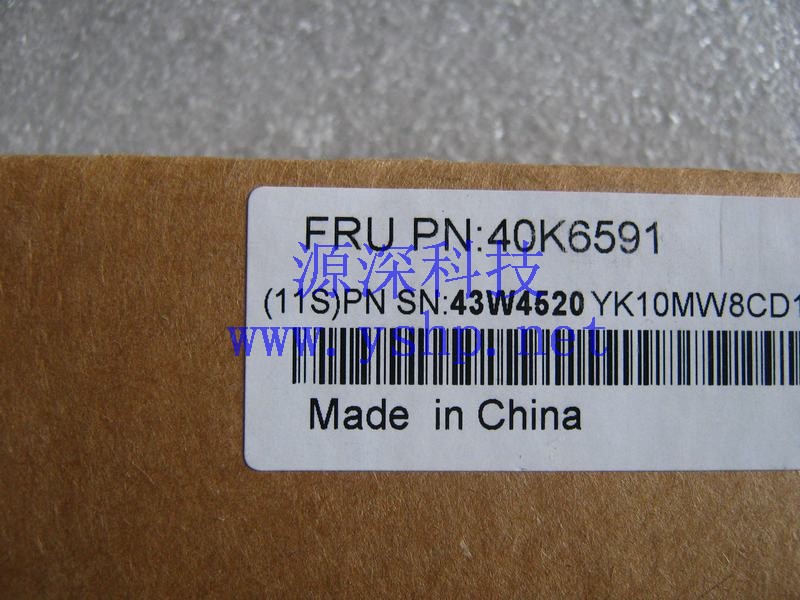 FRU PN:40K6591
源深科技
(11S)PN SN:43W4520 YK10MW8CD1
www.yshp.net
Made in China